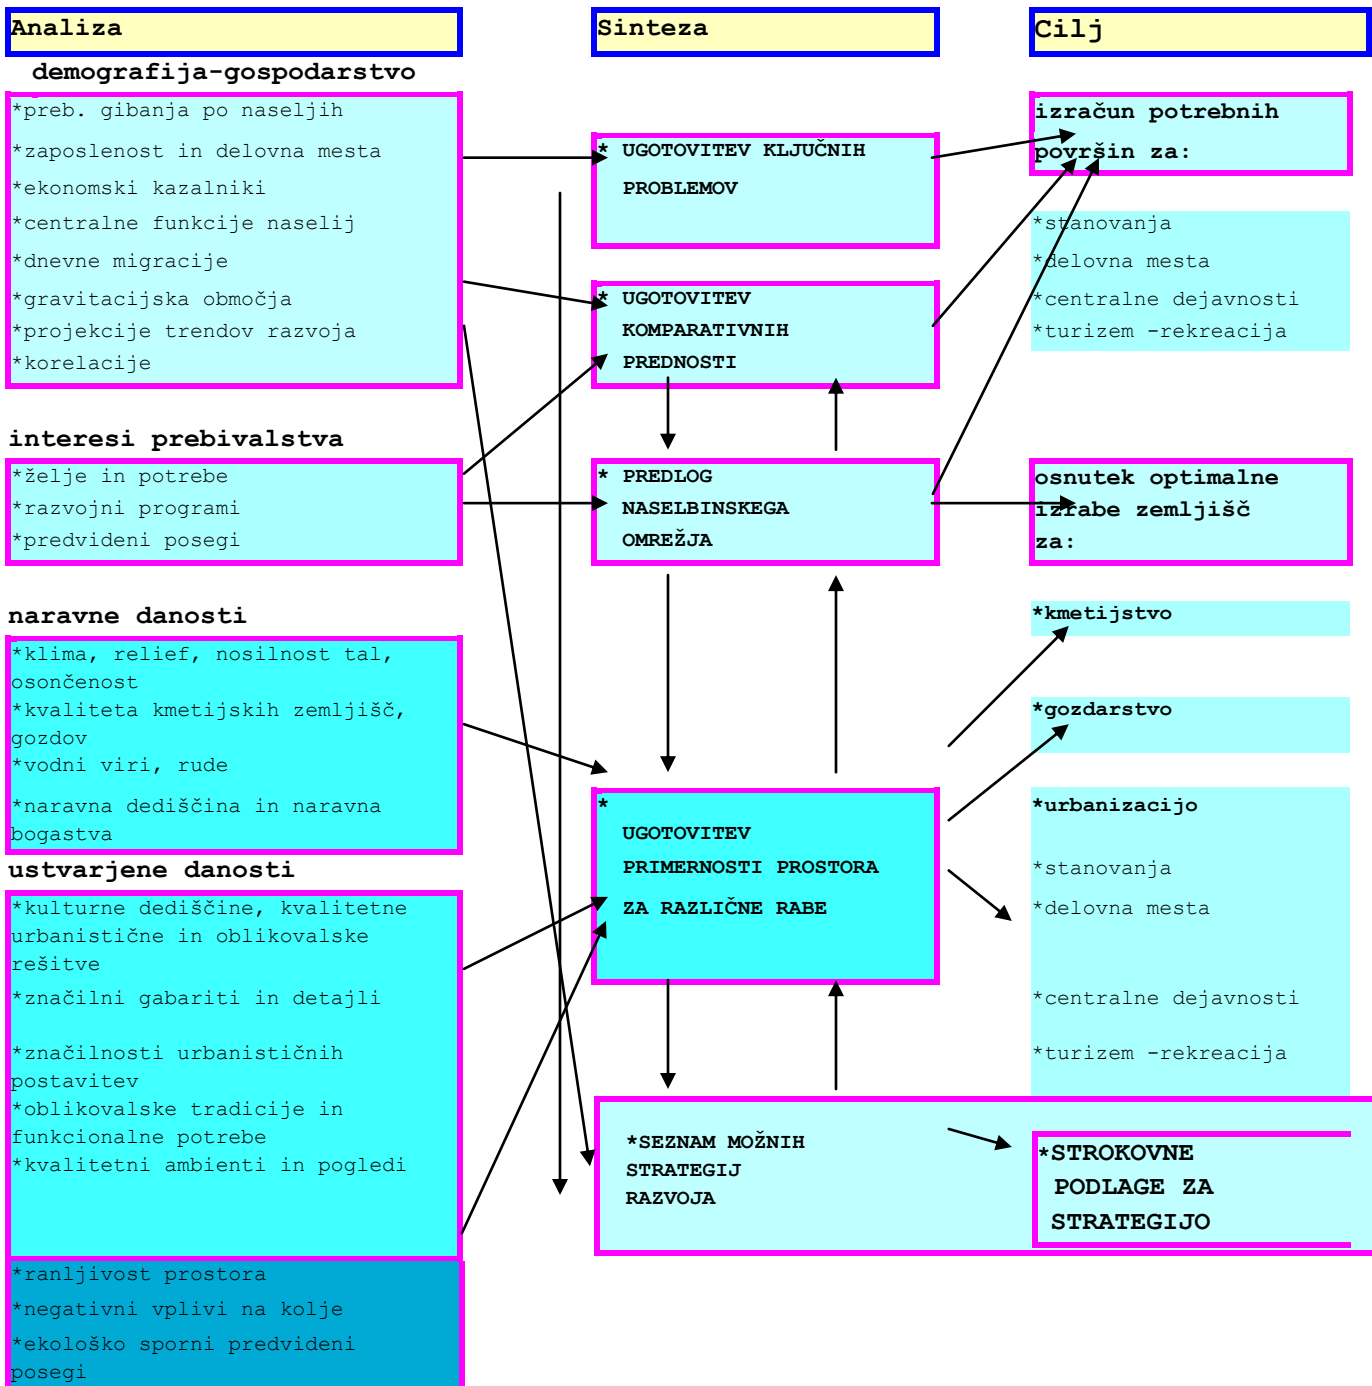 Analiza
demografija-gospodarstvo
*preb. gibanja po naseljih
*zaposlenost in delovna mesta
*ekonomski kazalniki
*centralne funkcije naselij
*dnevne migracije
*gravitacijska območja
*projekcije trendov razvoja
*korelacije
interesi prebivalstva
*želje in potrebe
*razvojni programi
*predvideni posegi
naravne danosti
*klima, relief, nosilnost tal,
osončenost
*kvaliteta kmetijskih zemljišč,
gozdov
*vodni viri, rude
*naravna dediščina in naravna
bogastva
ustvarjene danosti
*kulturne dediščine, kvalitetne
urbanistične in oblikovalske
rešitve
*značilni gabariti in detajli
*značilnosti urbanističnih
postavitev
*oblikovalske tradicije in
funkcionalne potrebe
*kvalitetni ambienti in pogledi
*ranljivost prostora
*negativni vplivi na kolje
*ekološko sporni predvideni
posegi
Sinteza
* UGOTOVITEV KLJUČNIH
PROBLEMOV
* UGOTOVITEV
KOMPARATIVNIH
PREDNOSTI
* PREDLOG
NASELBINSKEGA
OMREŽJA
*
UGOTOVITEV
PRIMERNOSTI PROSTORA
ZA RAZLIČNE RABE
*SEZNAM MOŽNIH
STRATEGIJ
RAZVOJA
Cilj
izračun potrebnih
površin za:
*stanovanja
*delovna mesta
*centralne dejavnosti
*turizem -rekreacija
osnutek optimalne
izrabe zemljišč
za:
*kmetijstvo
*gozdarstvo
*urbanizacijo
*stanovanja
*delovna mesta
*centralne dejavnosti
*turizem -rekreacija
*STROKOVNE
PODLAGE ZA
STRATEGIJO